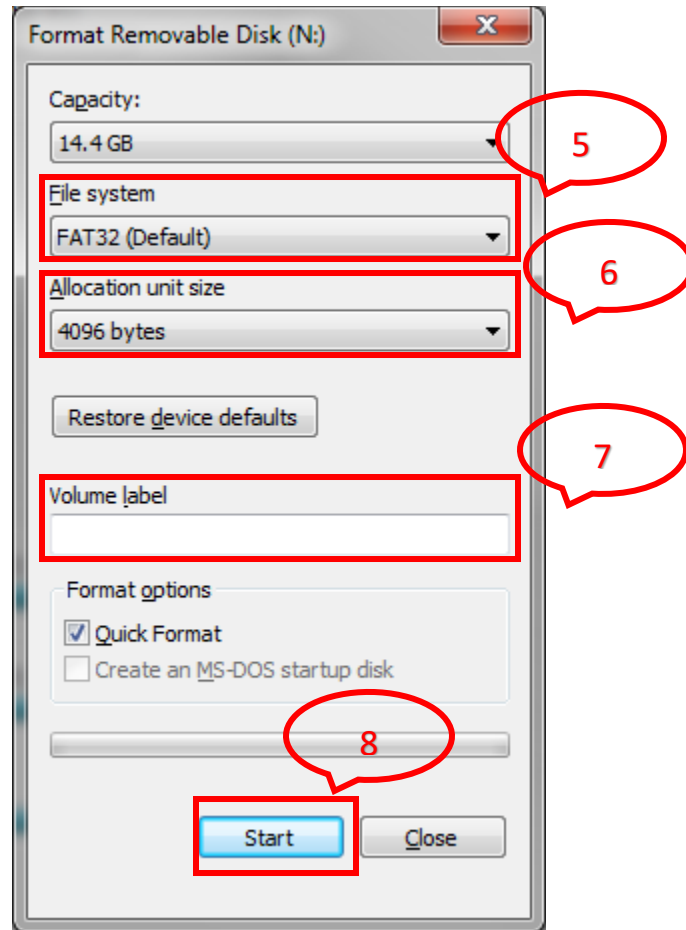 Format Removable Disk (N:)
Capacity:
14.4 GB
5
File system
FAT32 (Default)
6
Allocation unit size
4096 bytes
Restore device defaults
7
Volume label
Format options
Quick Format
Create an MS-DOS startup disk
8
Start Close